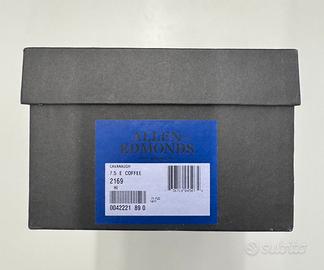 ALLEN
EDMONDS
CAVANAUGH
7.5 E COFFEE
2169
0042221 89 0
subito